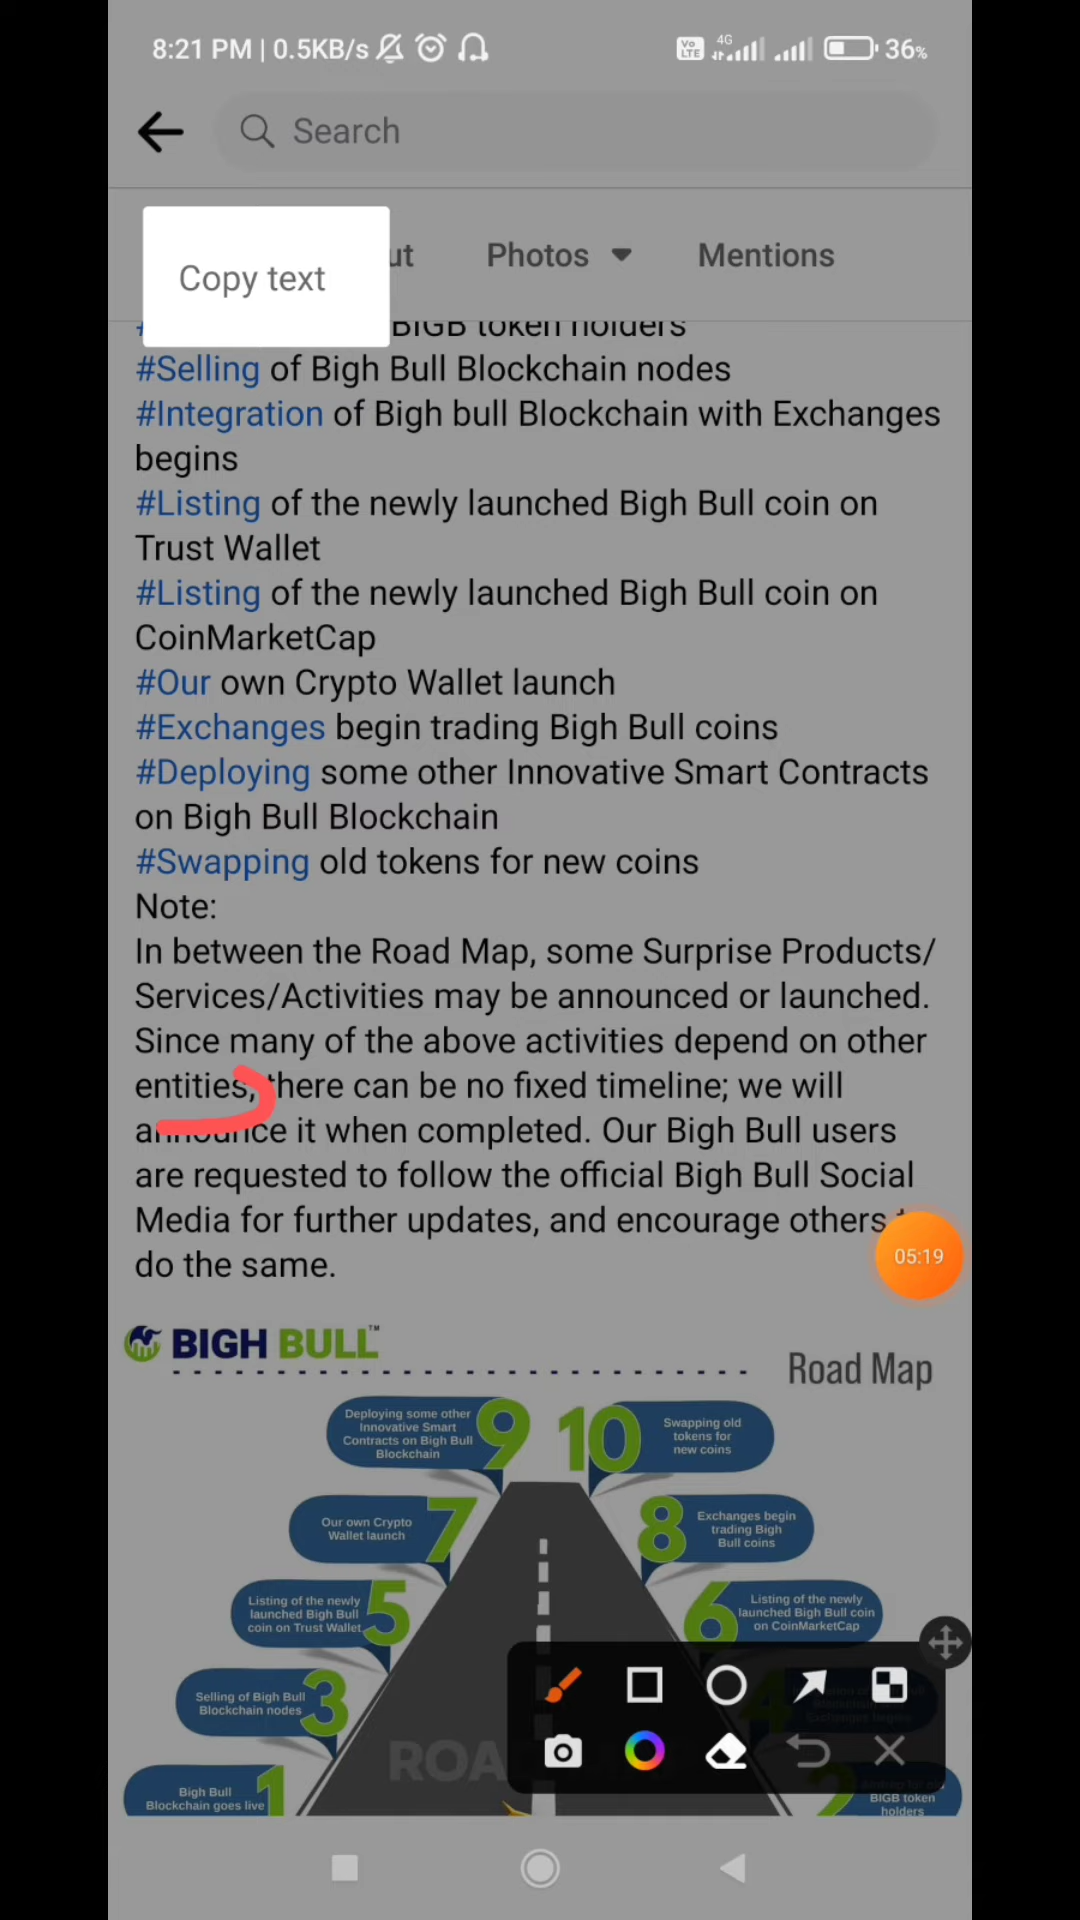 8:21 PM | 0.5KB/s
Vo LTE 4G 36%
Search
Copy text
Photos
Mentions
BIGB token holders
#Selling of Bigh Bull Blockchain nodes
#Integration of Bigh bull Blockchain with Exchanges
begins
#Listing of the newly launched Bigh Bull coin on
Trust Wallet
#Listing of the newly launched Bigh Bull coin on
CoinMarketCap
#Our own Crypto Wallet launch
#Exchanges begin trading Bigh Bull coins
#Deploying some other Innovative Smart Contracts
on Bigh Bull Blockchain
#Swapping old tokens for new coins
Note:
In between the Road Map, some Surprise Products/
Services/Activities may be announced or launched.
Since many of the above activities depend on other
entities, there can be no fixed timeline; we will
announce it when completed. Our Bigh Bull users
are requested to follow the official Bigh Bull Social
Media for further updates, and encourage others
do the same.
05:19
BIGH BULL™
Road Map
Deploying some other
Innovative Smart
Contracts on Bigh Bull
Blockchain
9
10
Swapping old
tokens for
new coins
Our own Crypto
Wallet launch
7
8
Exchanges begin
trading Bigh
Bull coins
Listing of the newly
launched Bigh Bull
coin on Trust Wallet
5
6
Listing of the newly
launched Bigh Bull coin
on CoinMarketCap
Selling of Bigh Bull
Blockchain nodes
3
4
Bigh Bull
Blockchain goes live
1
2
BIGB token
holders